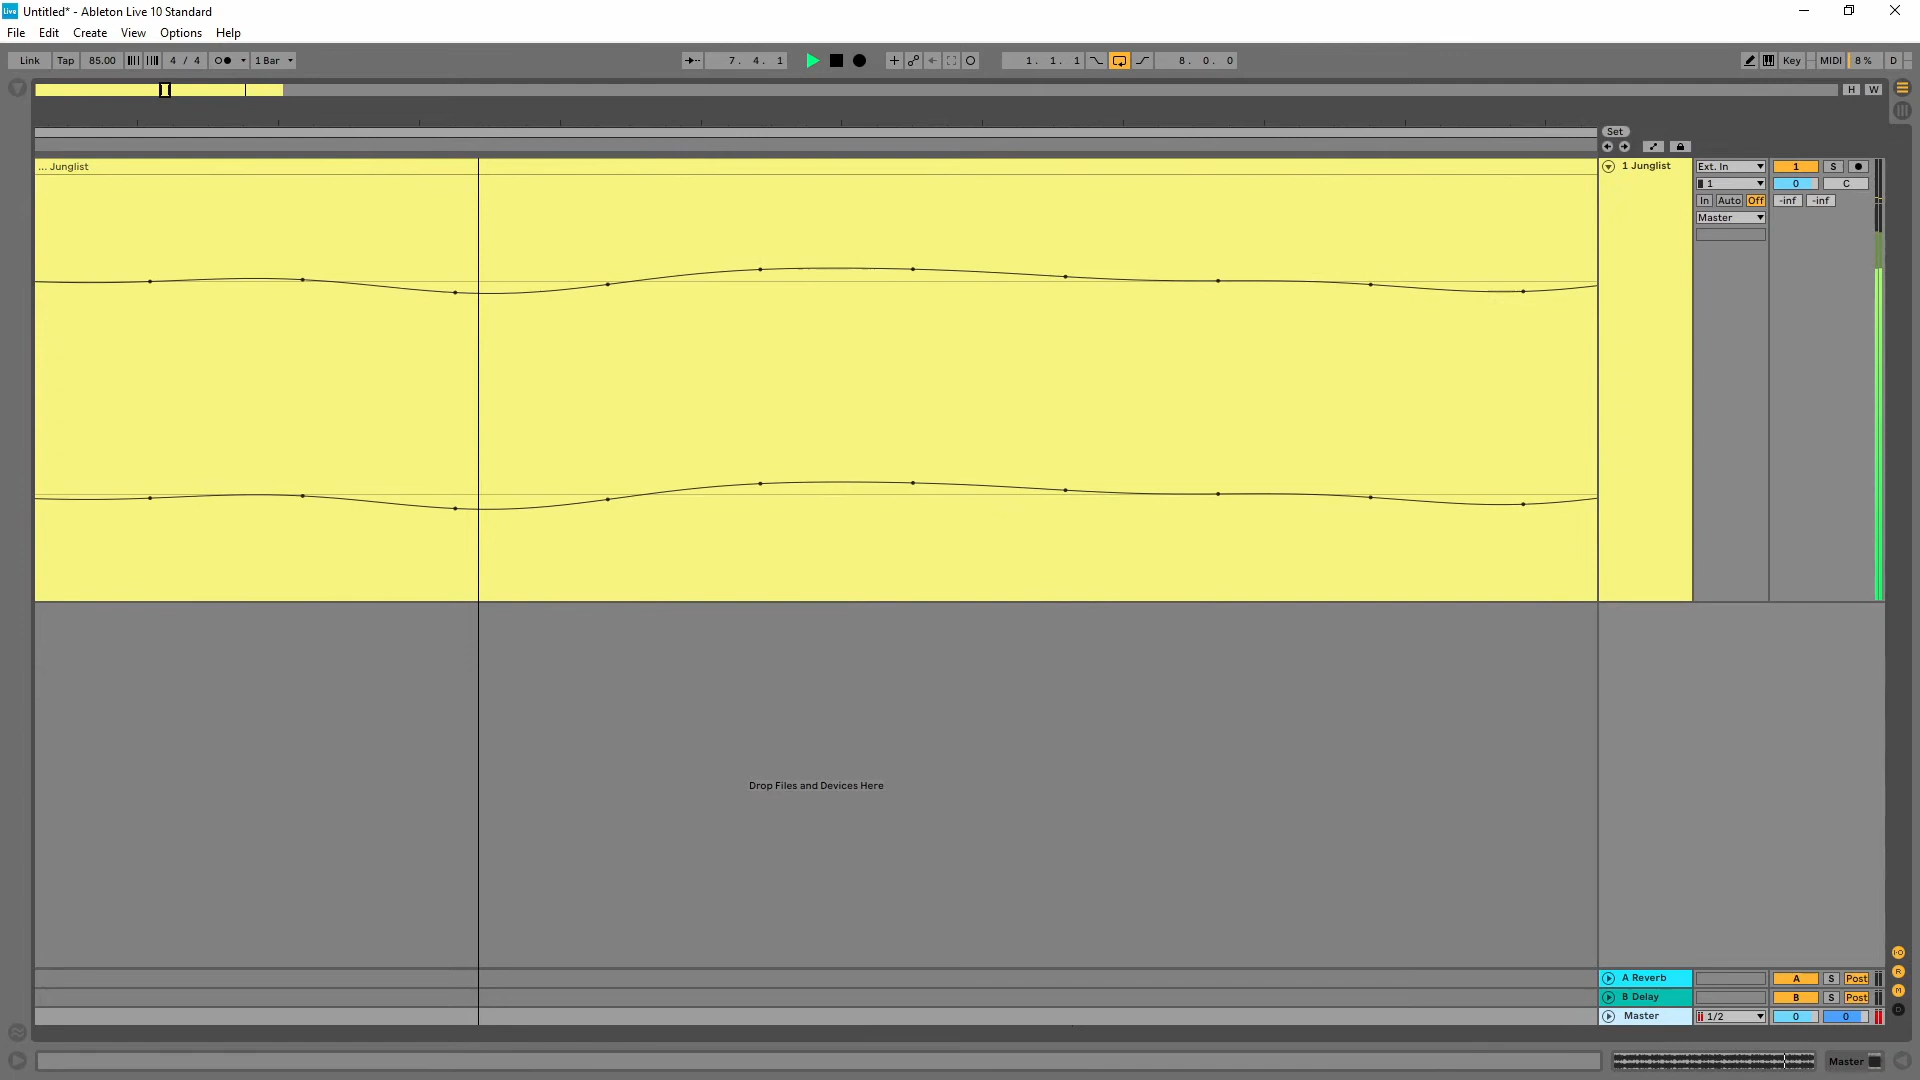 Live Untitled* - Ableton Live 10 Standard
File Edit Create View Options Help
Link Tap 85.00 4 / 4 1 Bar 7. 4. 1 1. 1. 1 8. 0. 0 Key MIDI 8 % D
H W
Set
... Junglist 1 Junglist Ext. In 1 S
1 0 C
In Auto Off -inf -inf
Master
Drop Files and Devices Here
I·O
A Reverb A S Post R
B Delay B S Post M
Master 1/2 0 0 D
Master